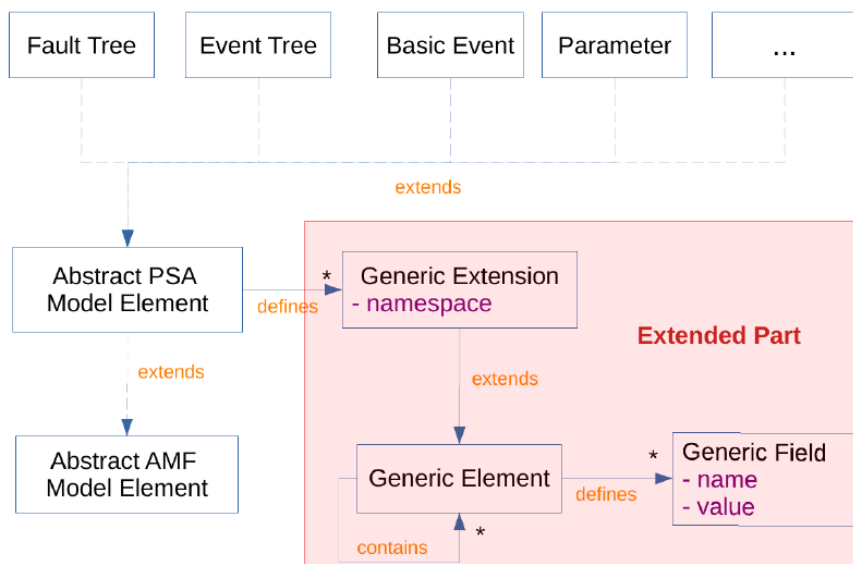 Fault Tree
Event Tree
Basic Event
Parameter
...
extends
Abstract PSA
Model Element
defines
*
Generic Extension
- namespace
Extended Part
extends
extends
Abstract AMF
Model Element
Generic Element
defines
*
Generic Field
- name
- value
contains
*